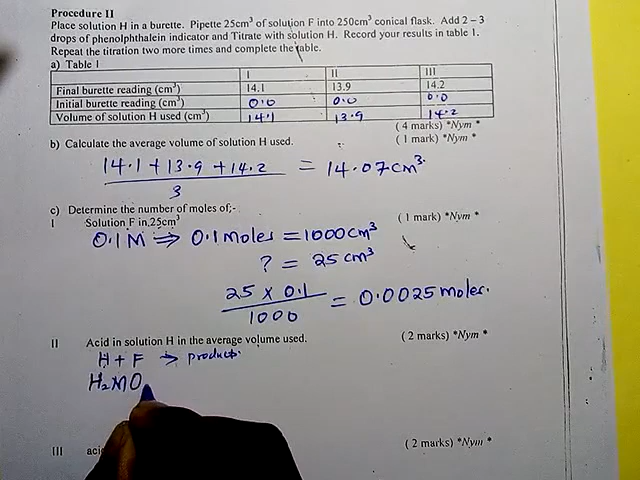 Procedure II
Place solution H in a burette. Pipette 25cm³ of solution F into 250cm³ conical flask. Add 2 – 3
drops of phenolphthalein indicator and Titrate with solution H. Record your results in table 1.
Repeat the titration two more times and complete the table.
a) Table 1
I II III
Final burette reading (cm³) 14.1 13.9 14.2
Initial burette reading (cm³) 0.0 0.0 0.0
Volume of solution H used (cm³) 14.1 13.9 14.2
( 4 marks) *Nym *
b) Calculate the average volume of solution H used. ( 1 mark) *Nym *
14.1 + 13.9 + 14.2 = 14.07cm³.
3
c) Determine the number of moles of;-
I Solution F in 25cm³ ( 1 mark) *Nym *
0.1M ⇒ 0.1moles = 1000cm³
? = 25cm³
25 x 0.1 = 0.0025 moles.
1000
II Acid in solution H in the average volume used. ( 2 marks) *Nym *
H + F → product.
H₂MO
III ( 2 marks) *Nym *